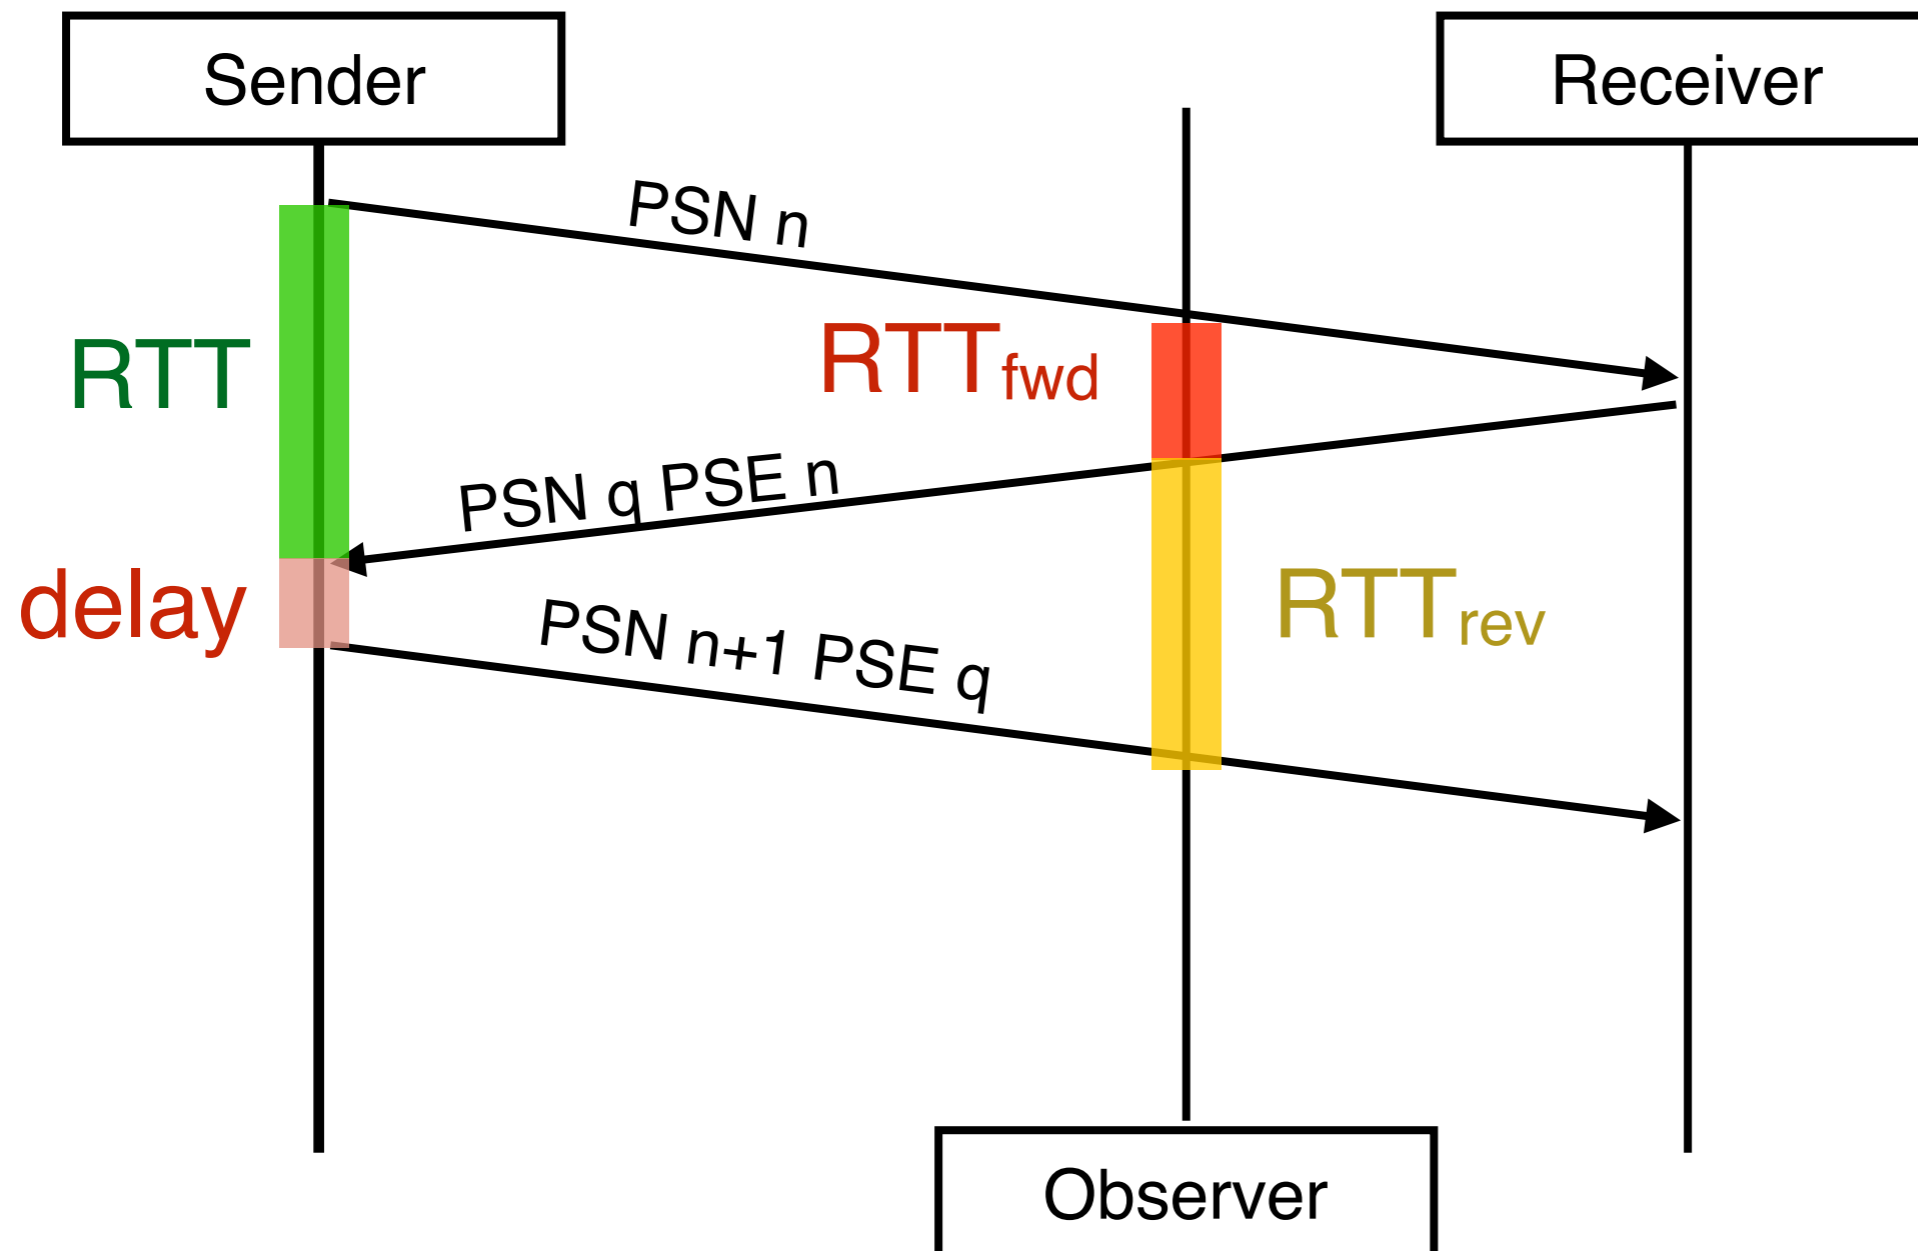 Sender
Receiver
PSN n
RTT
RTTfwd
PSN q PSE n
delay
RTTrev
PSN n+1 PSE q
Observer